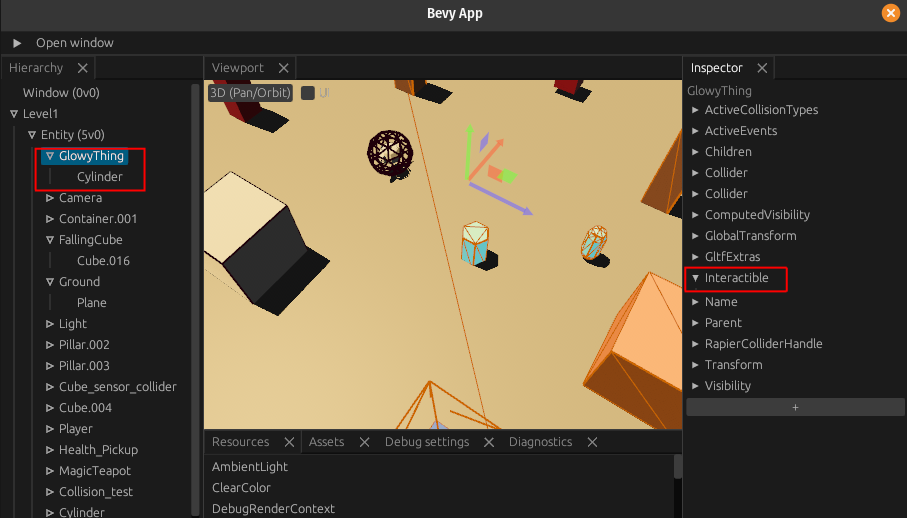 Bevy App
Open window
Hierarchy
Window (0v0)
Level1
Entity (5v0)
GlowyThing
Cylinder
Camera
Container.001
FallingCube
Cube.016
Ground
Plane
Light
Pillar.002
Pillar.003
Cube_sensor_collider
Cube.004
Player
Health_Pickup
MagicTeapot
Collision_test
Cylinder
Viewport
3D (Pan/Orbit) UI
Resources Assets Debug settings Diagnostics
AmbientLight
ClearColor
DebugRenderContext
Inspector
GlowyThing
ActiveCollisionTypes
ActiveEvents
Children
Collider
Collider
ComputedVisibility
GlobalTransform
GltfExtras
Interactible
Name
Parent
RapierColliderHandle
Transform
Visibility
+